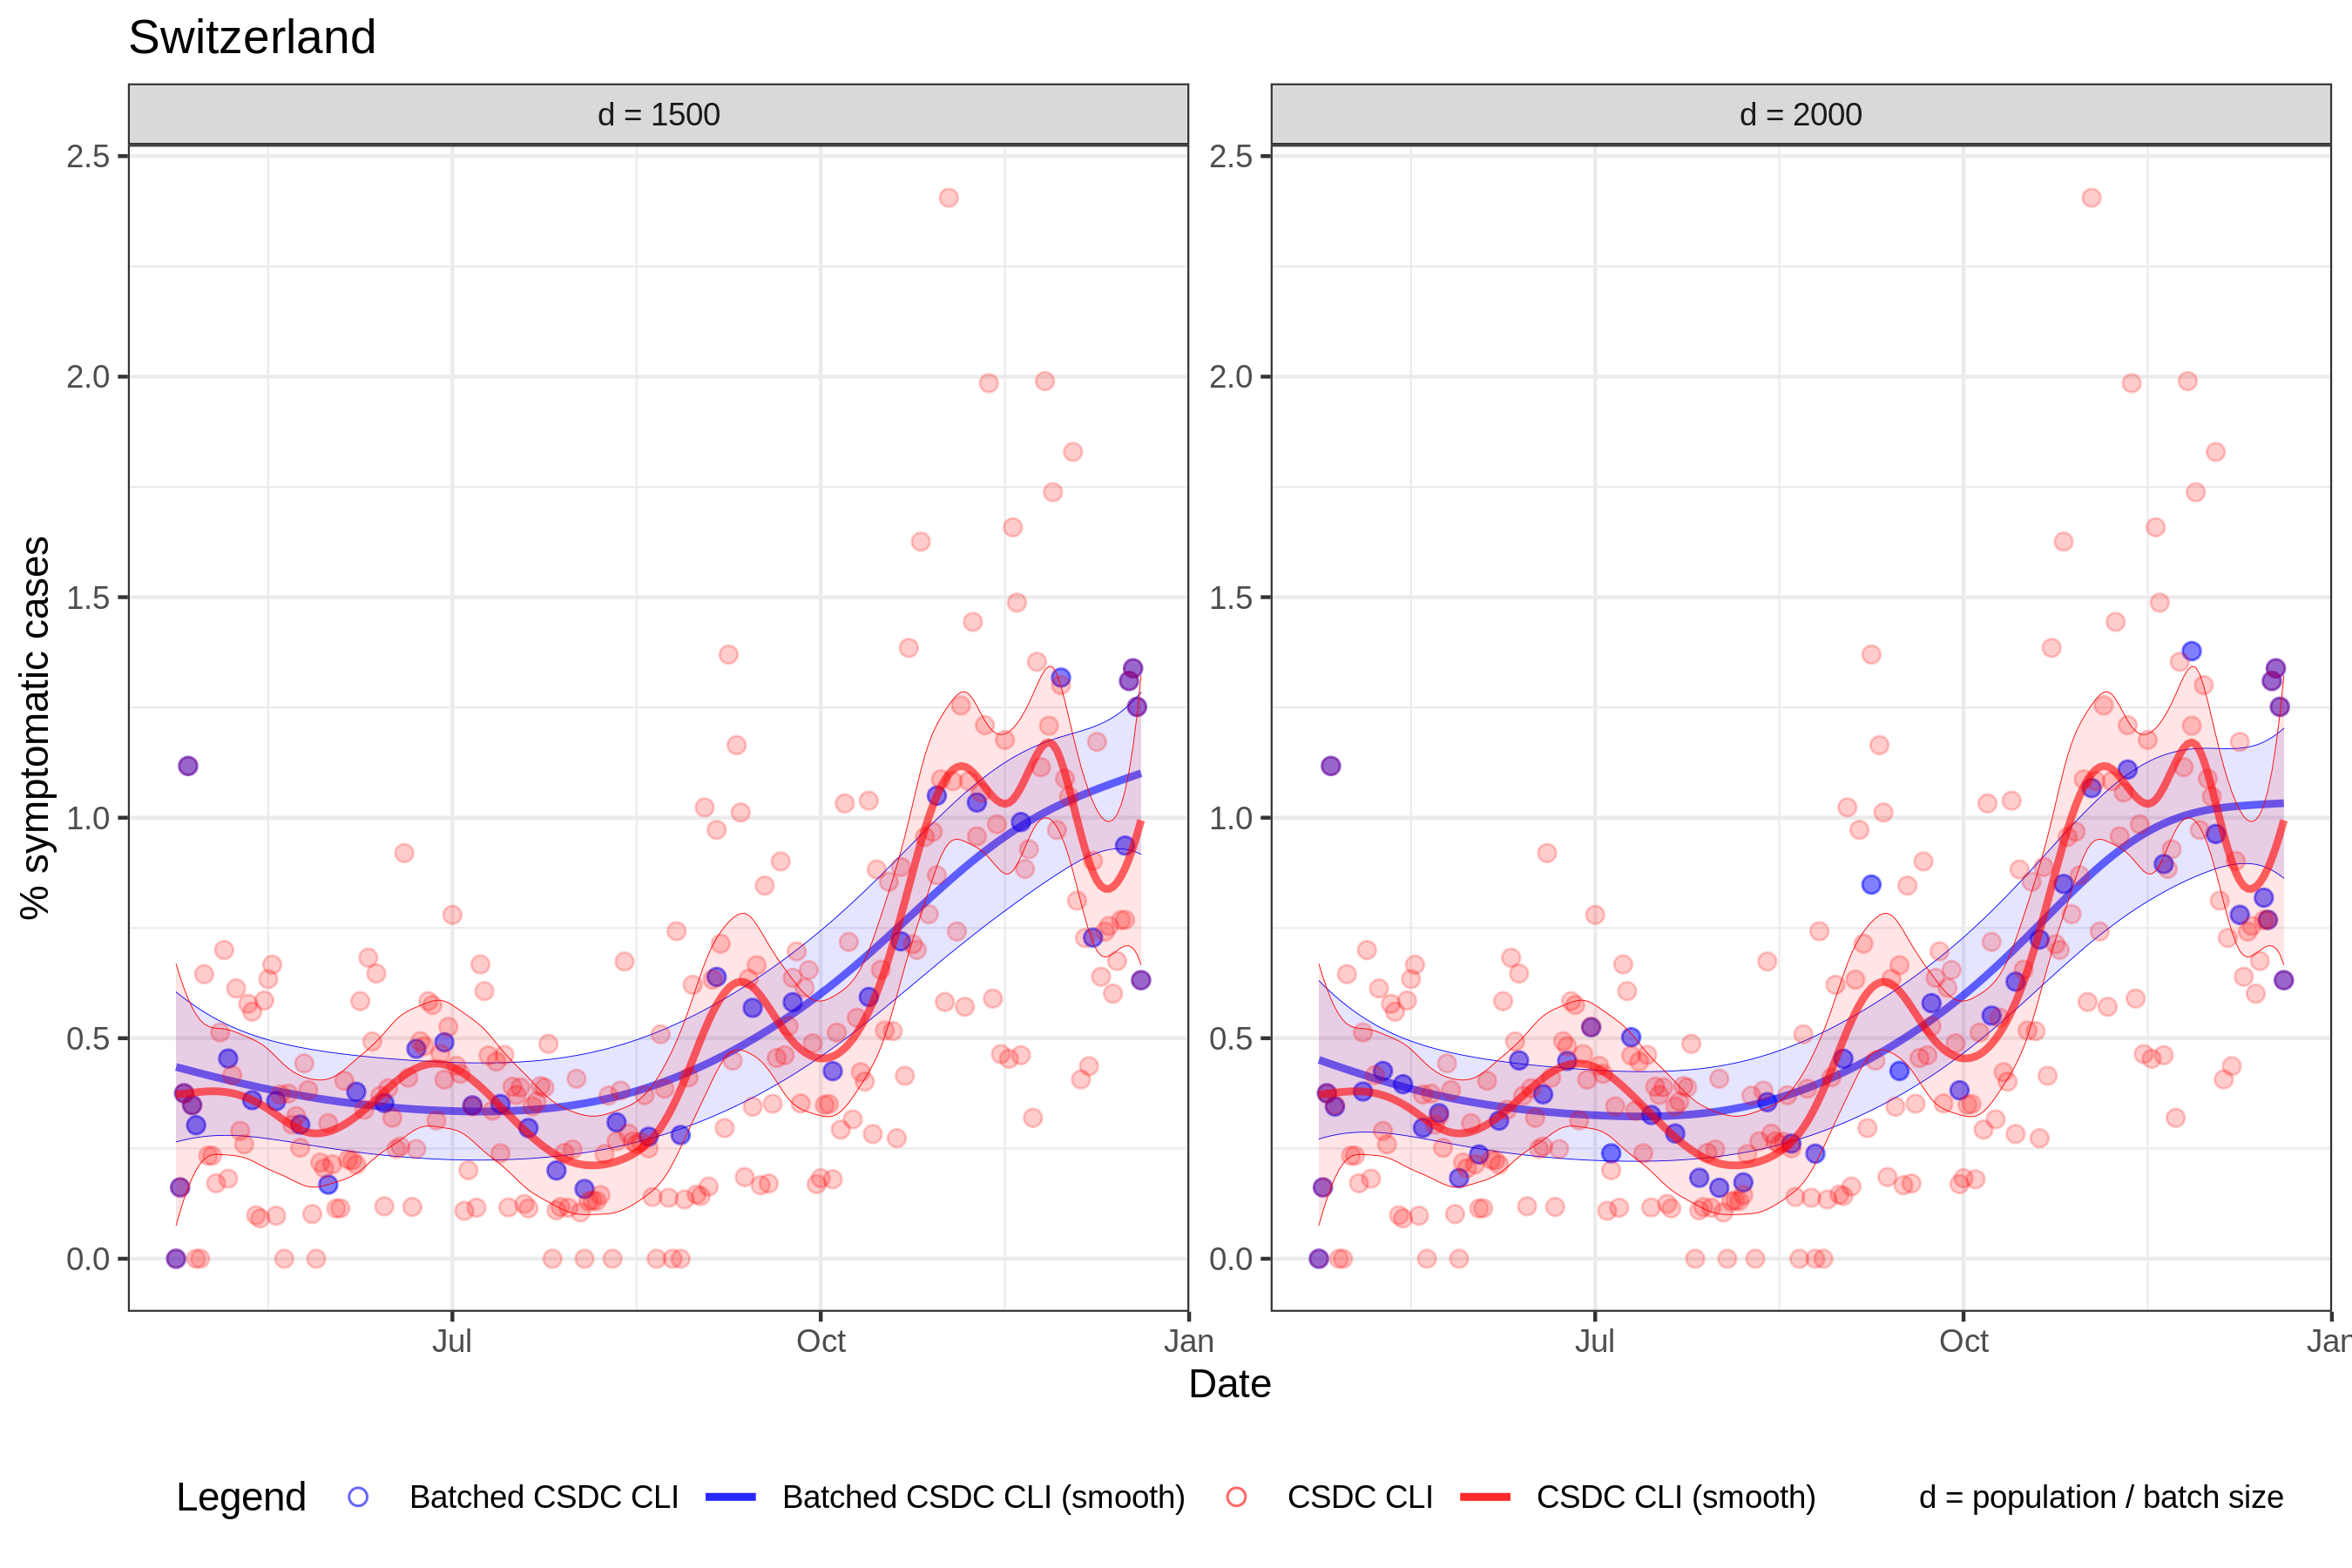 Switzerland
d = 1500
d = 2000
% symptomatic cases
2.5
2.0
1.5
1.0
0.5
0.0
2.5
2.0
1.5
1.0
0.5
0.0
Jul Oct Jan
Jul Oct Jan
Date
Legend Batched CSDC CLI Batched CSDC CLI (smooth) CSDC CLI CSDC CLI (smooth) d = population / batch size